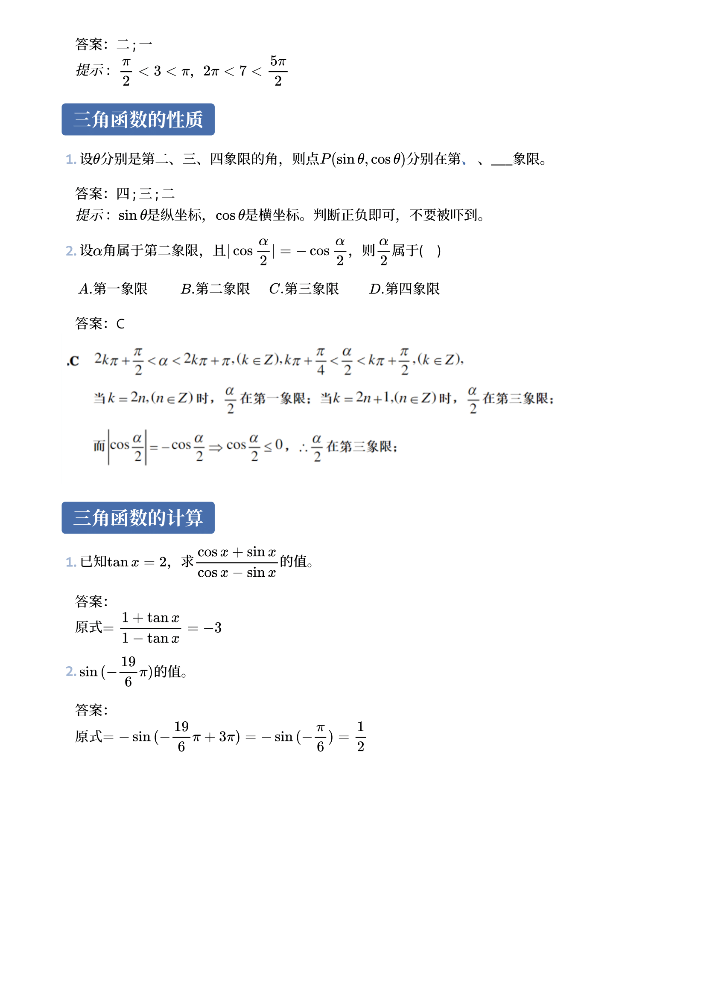 答案：二 ; 一
提示： $\frac{\pi}{2} < 3 < \pi$，$2\pi < 7 < \frac{5\pi}{2}$
三角函数的性质
1. 设$\theta$分别是第二、三、四象限的角，则点$P(\sin\theta, \cos\theta)$分别在第、 、___象限。
答案：四 ; 三 ; 二
提示： $\sin\theta$是纵坐标，$\cos\theta$是横坐标。判断正负即可，不要被吓到。
2. 设$\alpha$角属于第二象限，且$|\cos\frac{\alpha}{2}| = -\cos\frac{\alpha}{2}$，则$\frac{\alpha}{2}$属于( )
A.第一象限 B.第二象限 C.第三象限 D.第四象限
答案：C
.C $2k\pi + \frac{\pi}{2} < \alpha < 2k\pi + \pi, (k \in Z), k\pi + \frac{\pi}{4} < \frac{\alpha}{2} < k\pi + \frac{\pi}{2}, (k \in Z),$
当$k = 2n, (n \in Z)$时，$\frac{\alpha}{2}$在第一象限；当$k = 2n + 1, (n \in Z)$时，$\frac{\alpha}{2}$在第三象限；
而$\left|\cos\frac{\alpha}{2}\right| = -\cos\frac{\alpha}{2} \Rightarrow \cos\frac{\alpha}{2} \leq 0$，$\therefore \frac{\alpha}{2}$在第三象限；
三角函数的计算
1. 已知$\tan x = 2$，求$\frac{\cos x + \sin x}{\cos x - \sin x}$的值。
答案：
原式$= \frac{1 + \tan x}{1 - \tan x} = -3$
2. $\sin(-\frac{19}{6}\pi)$的值。
答案：
原式$= -\sin(-\frac{19}{6}\pi + 3\pi) = -\sin(-\frac{\pi}{6}) = \frac{1}{2}$